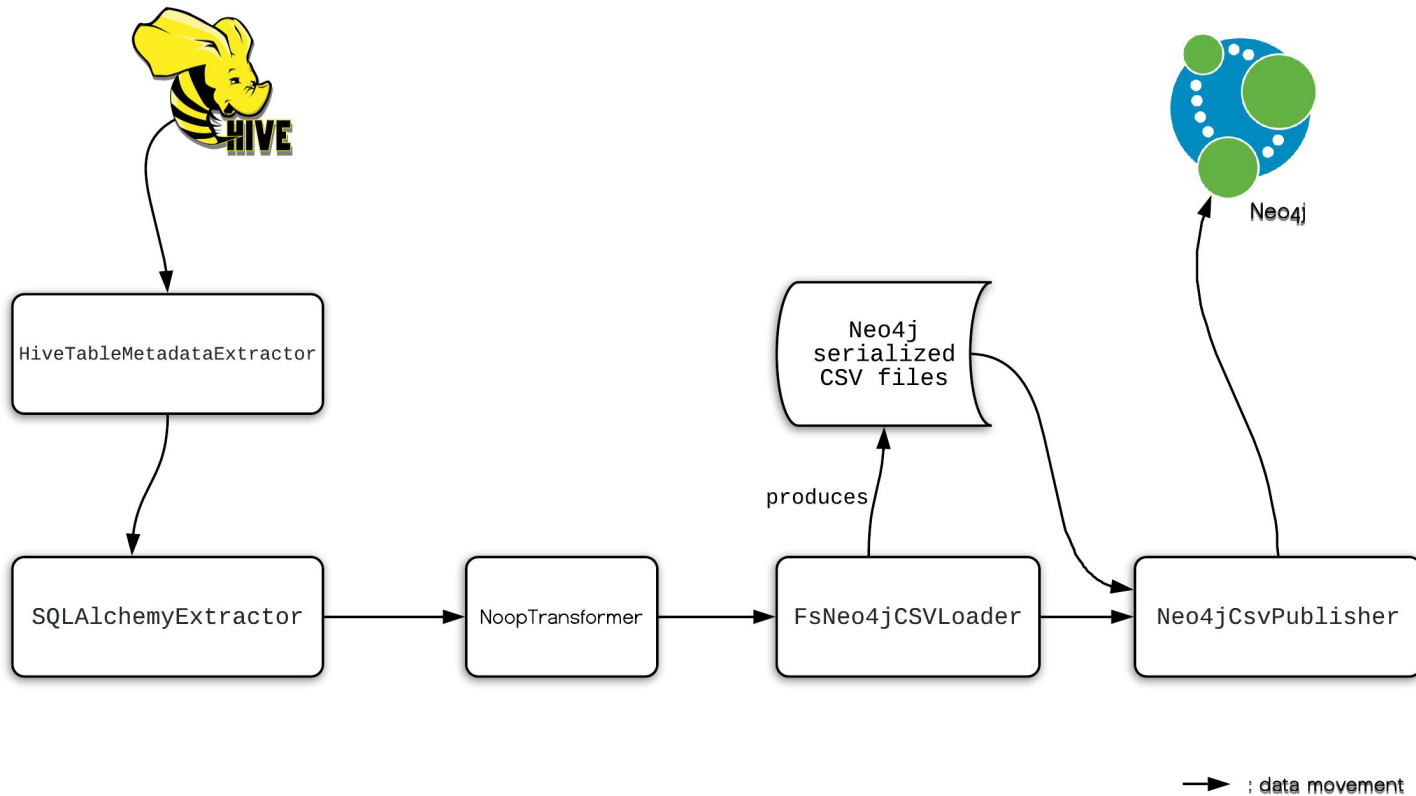 HIVE
Neo4j
HiveTableMetadataExtractor
Neo4j
serialized
CSV files
produces
SQLAlchemyExtractor
NoopTransformer
FsNeo4jCSVLoader
Neo4jCsvPublisher
: data movement